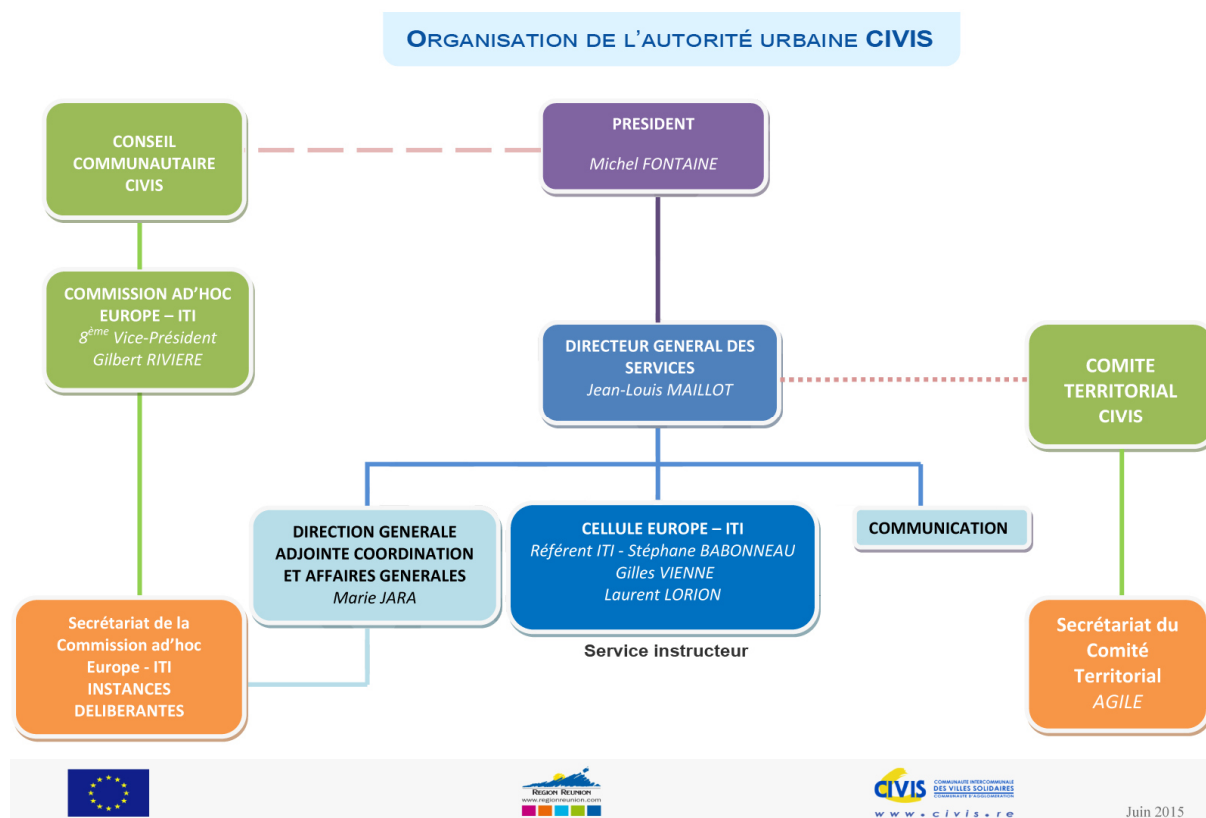 ORGANISATION DE L'AUTORITÉ URBAINE CIVIS
CONSEIL
COMMUNAUTAIRE
CIVIS
PRESIDENT
Michel FONTAINE
COMMISSION AD'HOC
EUROPE – ITI
8ème Vice-Président
Gilbert RIVIERE
DIRECTEUR GENERAL DES
SERVICES
Jean-Louis MAILLOT
COMITE
TERRITORIAL
CIVIS
DIRECTION GENERALE
ADJOINTE COORDINATION
ET AFFAIRES GENERALES
Marie JARA
CELLULE EUROPE – ITI
Référent ITI - Stéphane BABONNEAU
Gilles VIENNE
Laurent LORION
COMMUNICATION
Service instructeur
Secrétariat de la
Commission ad'hoc
Europe - ITI
INSTANCES
DELIBERANTES
Secrétariat du
Comité
Territorial
AGILE
REGION REUNION
www.regionreunion.com
CIVIS
COMMUNAUTÉ INTERCOMMUNALE
DES VILLES SOLIDAIRES
COMMUNAUTÉ D'AGGLOMÉRATION
www.civis.re
Juin 2015